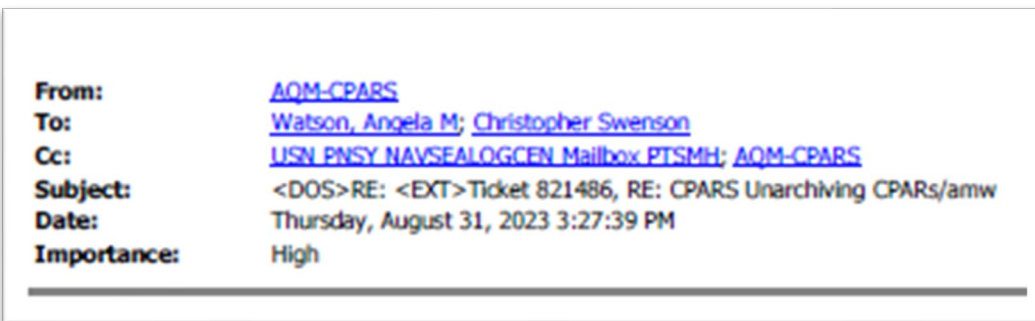 From: AQM-CPARS
To: Watson, Angela M; Christopher Swenson
Cc: USN PNSY NAVSEALOGCEN Mailbox PTSMH; AQM-CPARS
Subject: <DOS>RE: <EXT>Ticket 821486, RE: CPARS Unarchiving CPARs/amw
Date: Thursday, August 31, 2023 3:27:39 PM
Importance: High